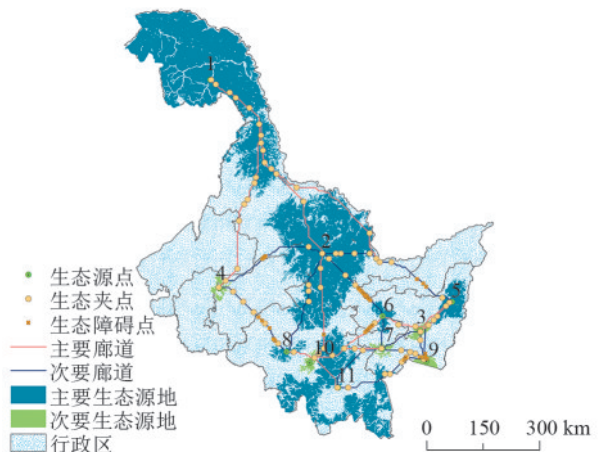 1
2
4
5
6
3
8
10
7
9
11
生态源点
生态夹点
生态障碍点
主要廊道
次要廊道
主要生态源地
次要生态源地
行政区
0 150 300 km